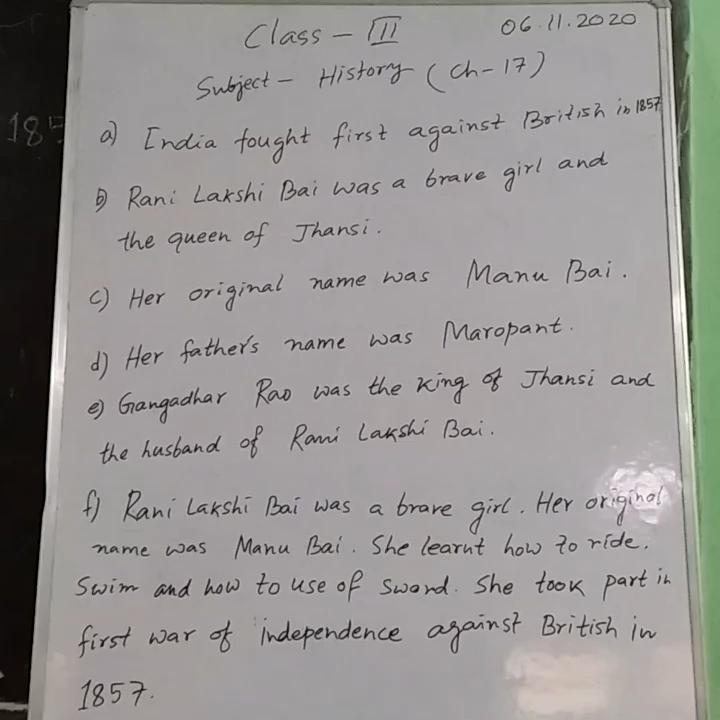 Class - III 06.11.2020
Subject - History (Ch-17)
a) India fought first against British in 1857
b) Rani Lakshi Bai was a brave girl and
the queen of Jhansi.
c) Her original name was Manu Bai.
d) Her father's name was Maropant.
e) Gangadhar Rao was the king of Jhansi and
the husband of Rani Lakshi Bai.
f) Rani Lakshi Bai was a brave girl. Her original
name was Manu Bai. She learnt how to ride.
Swim and how to use of sword. She took part in
first war of independence against British in
1857.